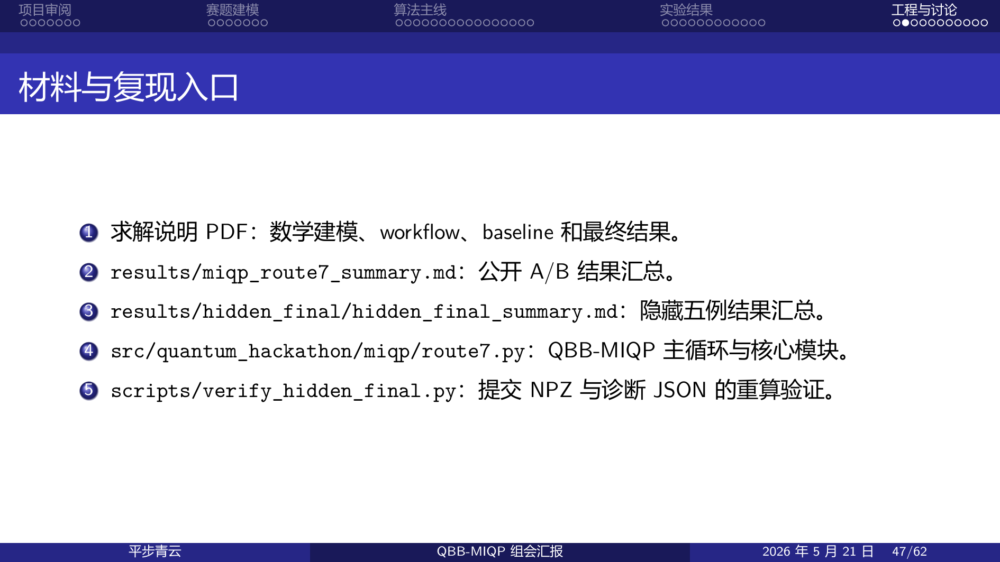 项目审阅
赛题建模
算法主线
实验结果
工程与讨论
材料与复现入口
1 求解说明 PDF：数学建模、workflow、baseline 和最终结果。
2 results/miqp_route7_summary.md：公开 A/B 结果汇总。
3 results/hidden_final/hidden_final_summary.md：隐藏五例结果汇总。
4 src/quantum_hackathon/miqp/route7.py：QBB-MIQP 主循环与核心模块。
5 scripts/verify_hidden_final.py：提交 NPZ 与诊断 JSON 的重算验证。
平步青云
QBB-MIQP 组会汇报
2026 年 5 月 21 日 47/62